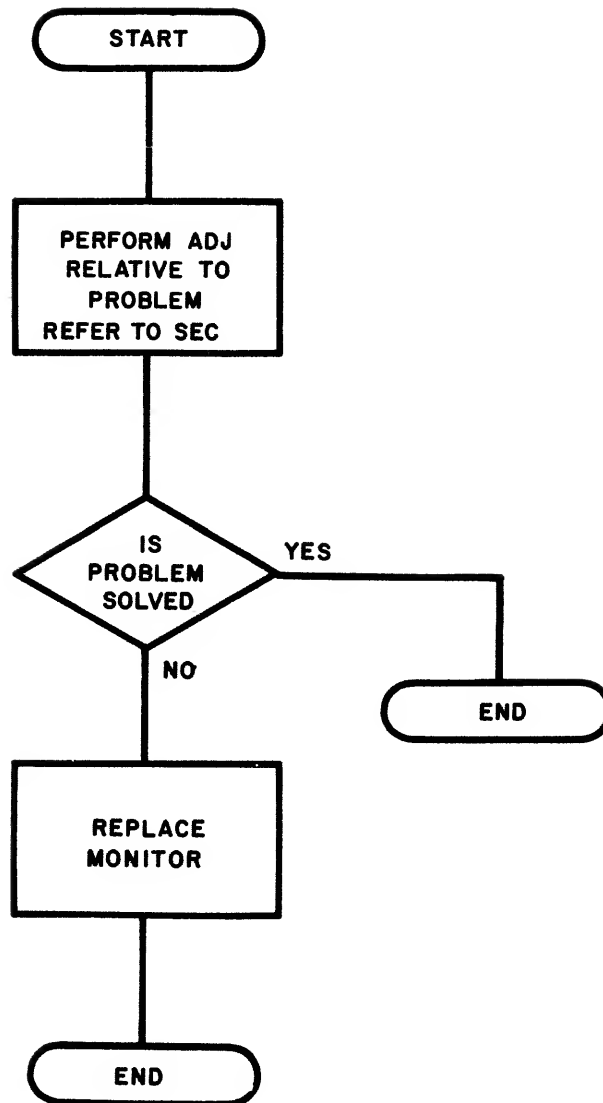 START
PERFORM ADJ
RELATIVE TO
PROBLEM
REFER TO SEC
IS
PROBLEM
SOLVED
YES
NO
END
REPLACE
MONITOR
END